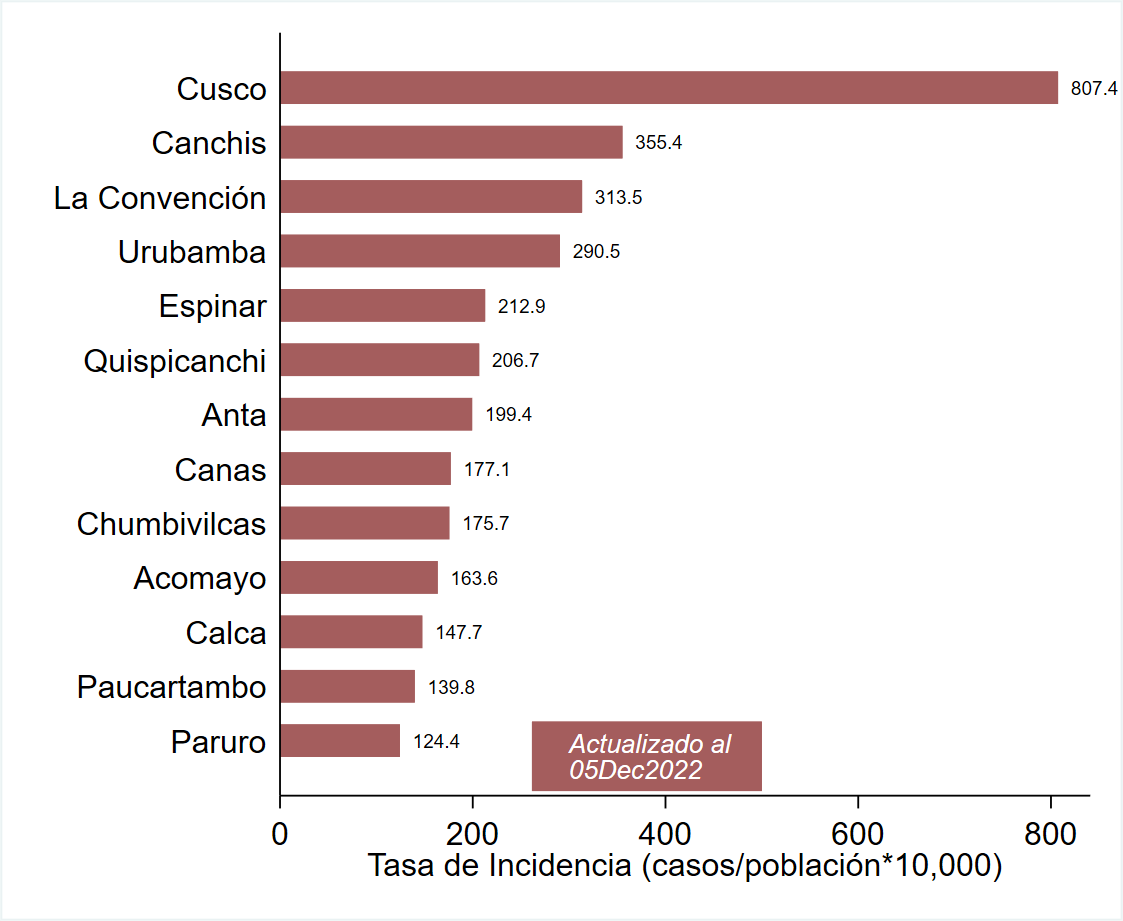 Cusco 807.4
Canchis 355.4
La Convención 313.5
Urubamba 290.5
Espinar 212.9
Quispicanchi 206.7
Anta 199.4
Canas 177.1
Chumbivilcas 175.7
Acomayo 163.6
Calca 147.7
Paucartambo 139.8
Paruro 124.4
Actualizado al
05Dec2022
0 200 400 600 800
Tasa de Incidencia (casos/población*10,000)